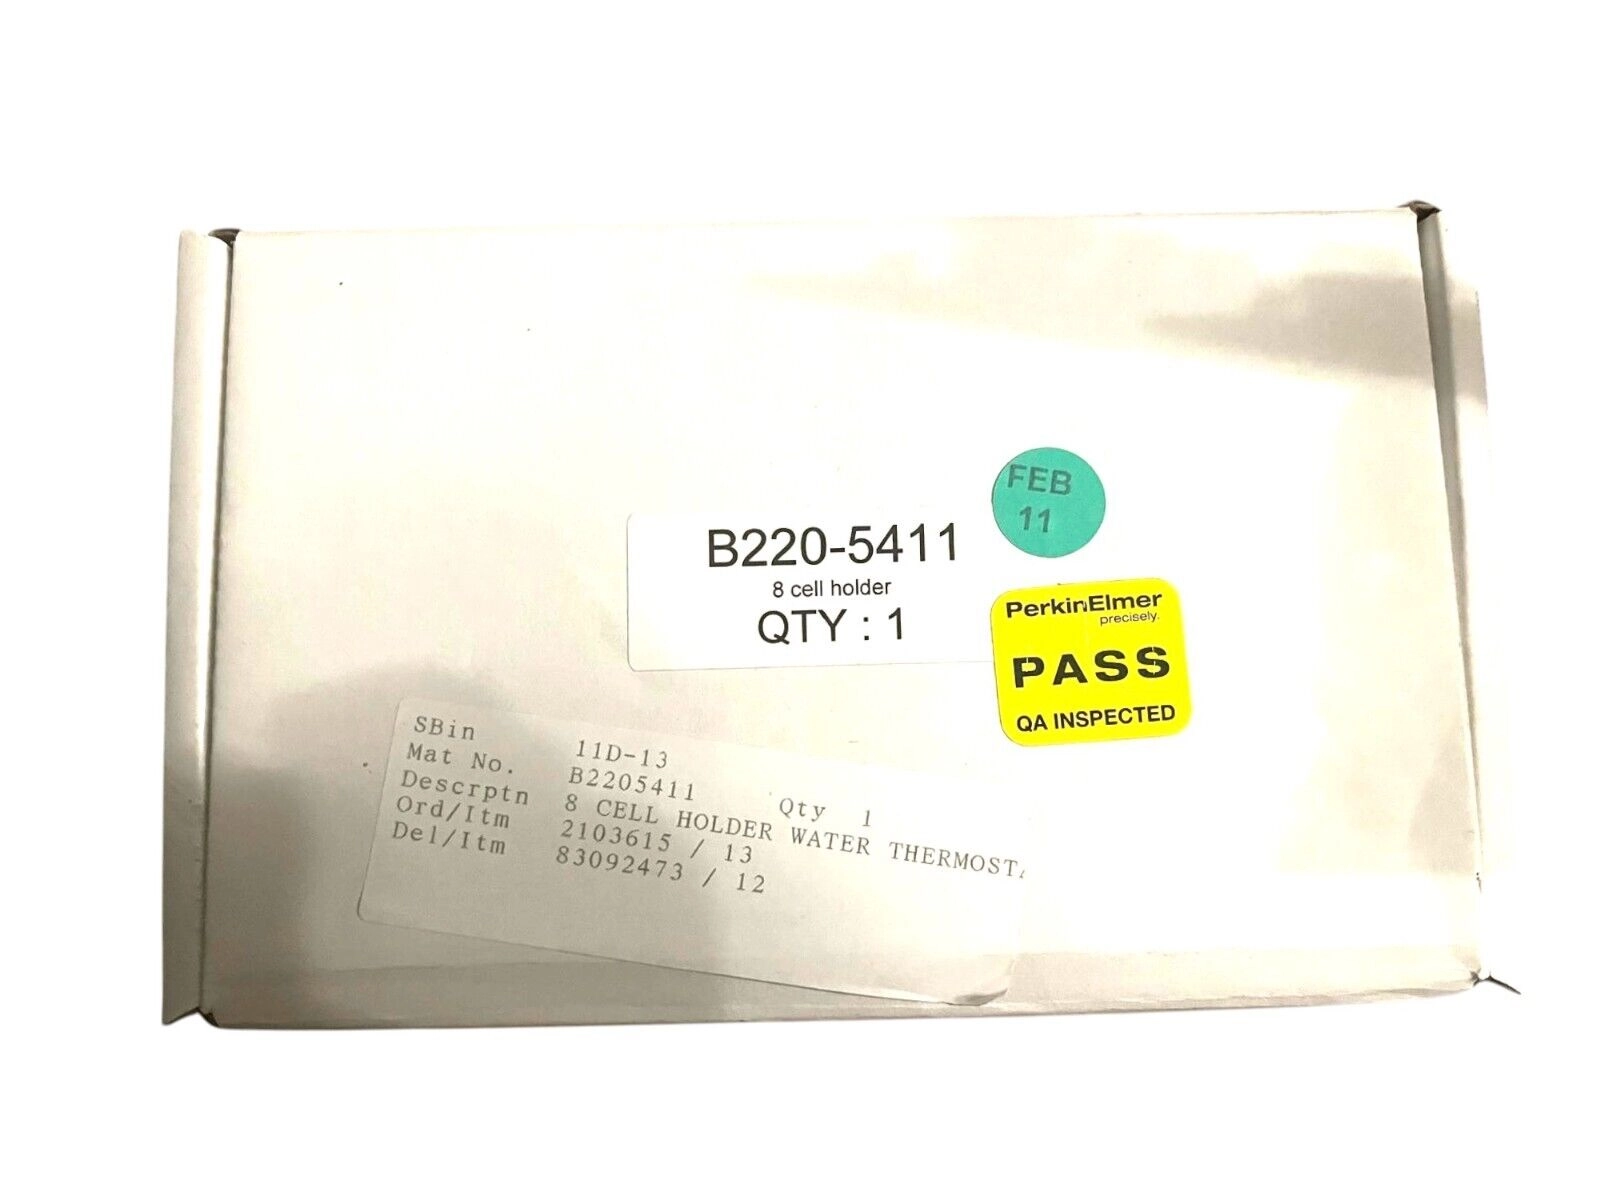 FEB
11
B220-5411
8 cell holder
QTY : 1
PerkinElmer
precisely.
PASS
QA INSPECTED
SBin 11D-13
Mat No. B2205411 Qty 1
Descrptn 8 CELL HOLDER WATER THERMOST
Ord/Itm 2103615 / 13
Del/Itm 83092473 / 12